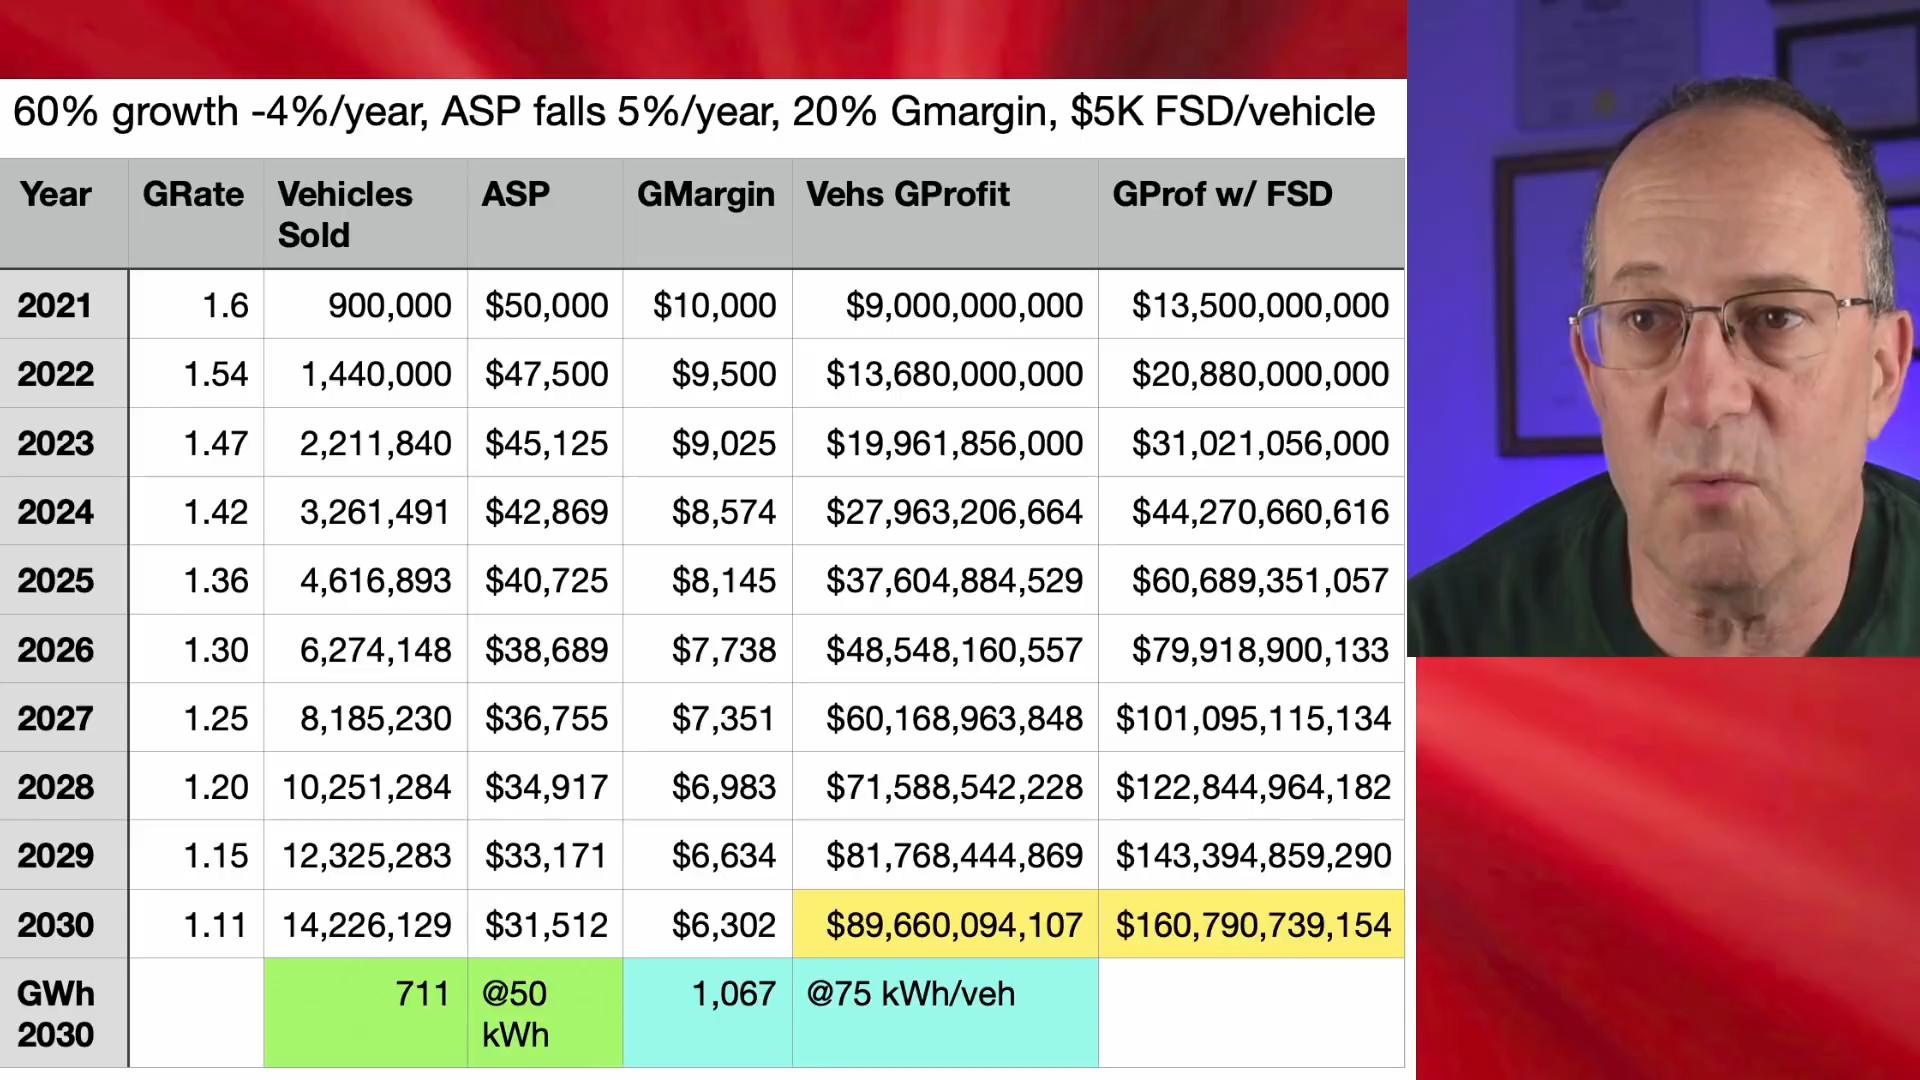 60% growth -4%/year, ASP falls 5%/year, 20% Gmargin, $5K FSD/vehicle
Year GRate Vehicles Sold ASP GMargin Vehs GProfit GProf w/ FSD
2021 1.6 900,000 $50,000 $10,000 $9,000,000,000 $13,500,000,000
2022 1.54 1,440,000 $47,500 $9,500 $13,680,000,000 $20,880,000,000
2023 1.47 2,211,840 $45,125 $9,025 $19,961,856,000 $31,021,056,000
2024 1.42 3,261,491 $42,869 $8,574 $27,963,206,664 $44,270,660,616
2025 1.36 4,616,893 $40,725 $8,145 $37,604,884,529 $60,689,351,057
2026 1.30 6,274,148 $38,689 $7,738 $48,548,160,557 $79,918,900,133
2027 1.25 8,185,230 $36,755 $7,351 $60,168,963,848 $101,095,115,134
2028 1.20 10,251,284 $34,917 $6,983 $71,588,542,228 $122,844,964,182
2029 1.15 12,325,283 $33,171 $6,634 $81,768,444,869 $143,394,859,290
2030 1.11 14,226,129 $31,512 $6,302 $89,660,094,107 $160,790,739,154
GWh 2030 711 @50 kWh 1,067 @75 kWh/veh